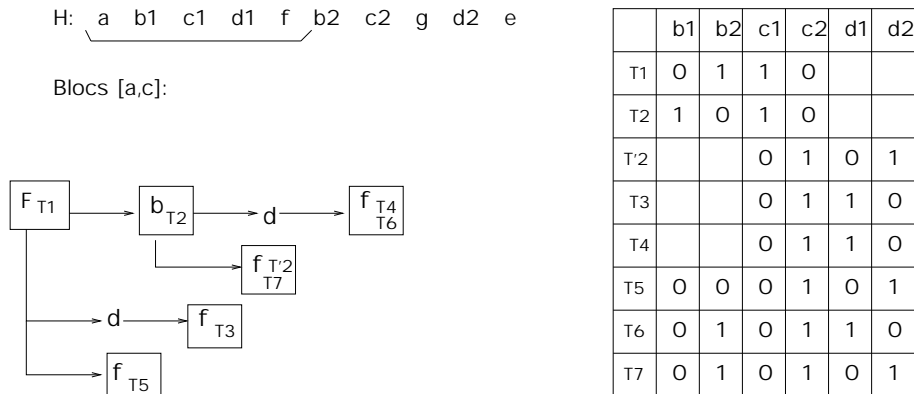 H: a b1 c1 d1 f b2 c2 g d2 e
Blocs [a,c]:
F T1 b T2 d f T4
T6
f T'2
T7
d f T3
f T5
b1 b2 c1 c2 d1 d2
T1 0 1 1 0
T2 1 0 1 0
T'2 0 1 0 1
T3 0 1 1 0
T4 0 1 1 0
T5 0 0 0 1 0 1
T6 0 1 0 1 1 0
T7 0 1 0 1 0 1